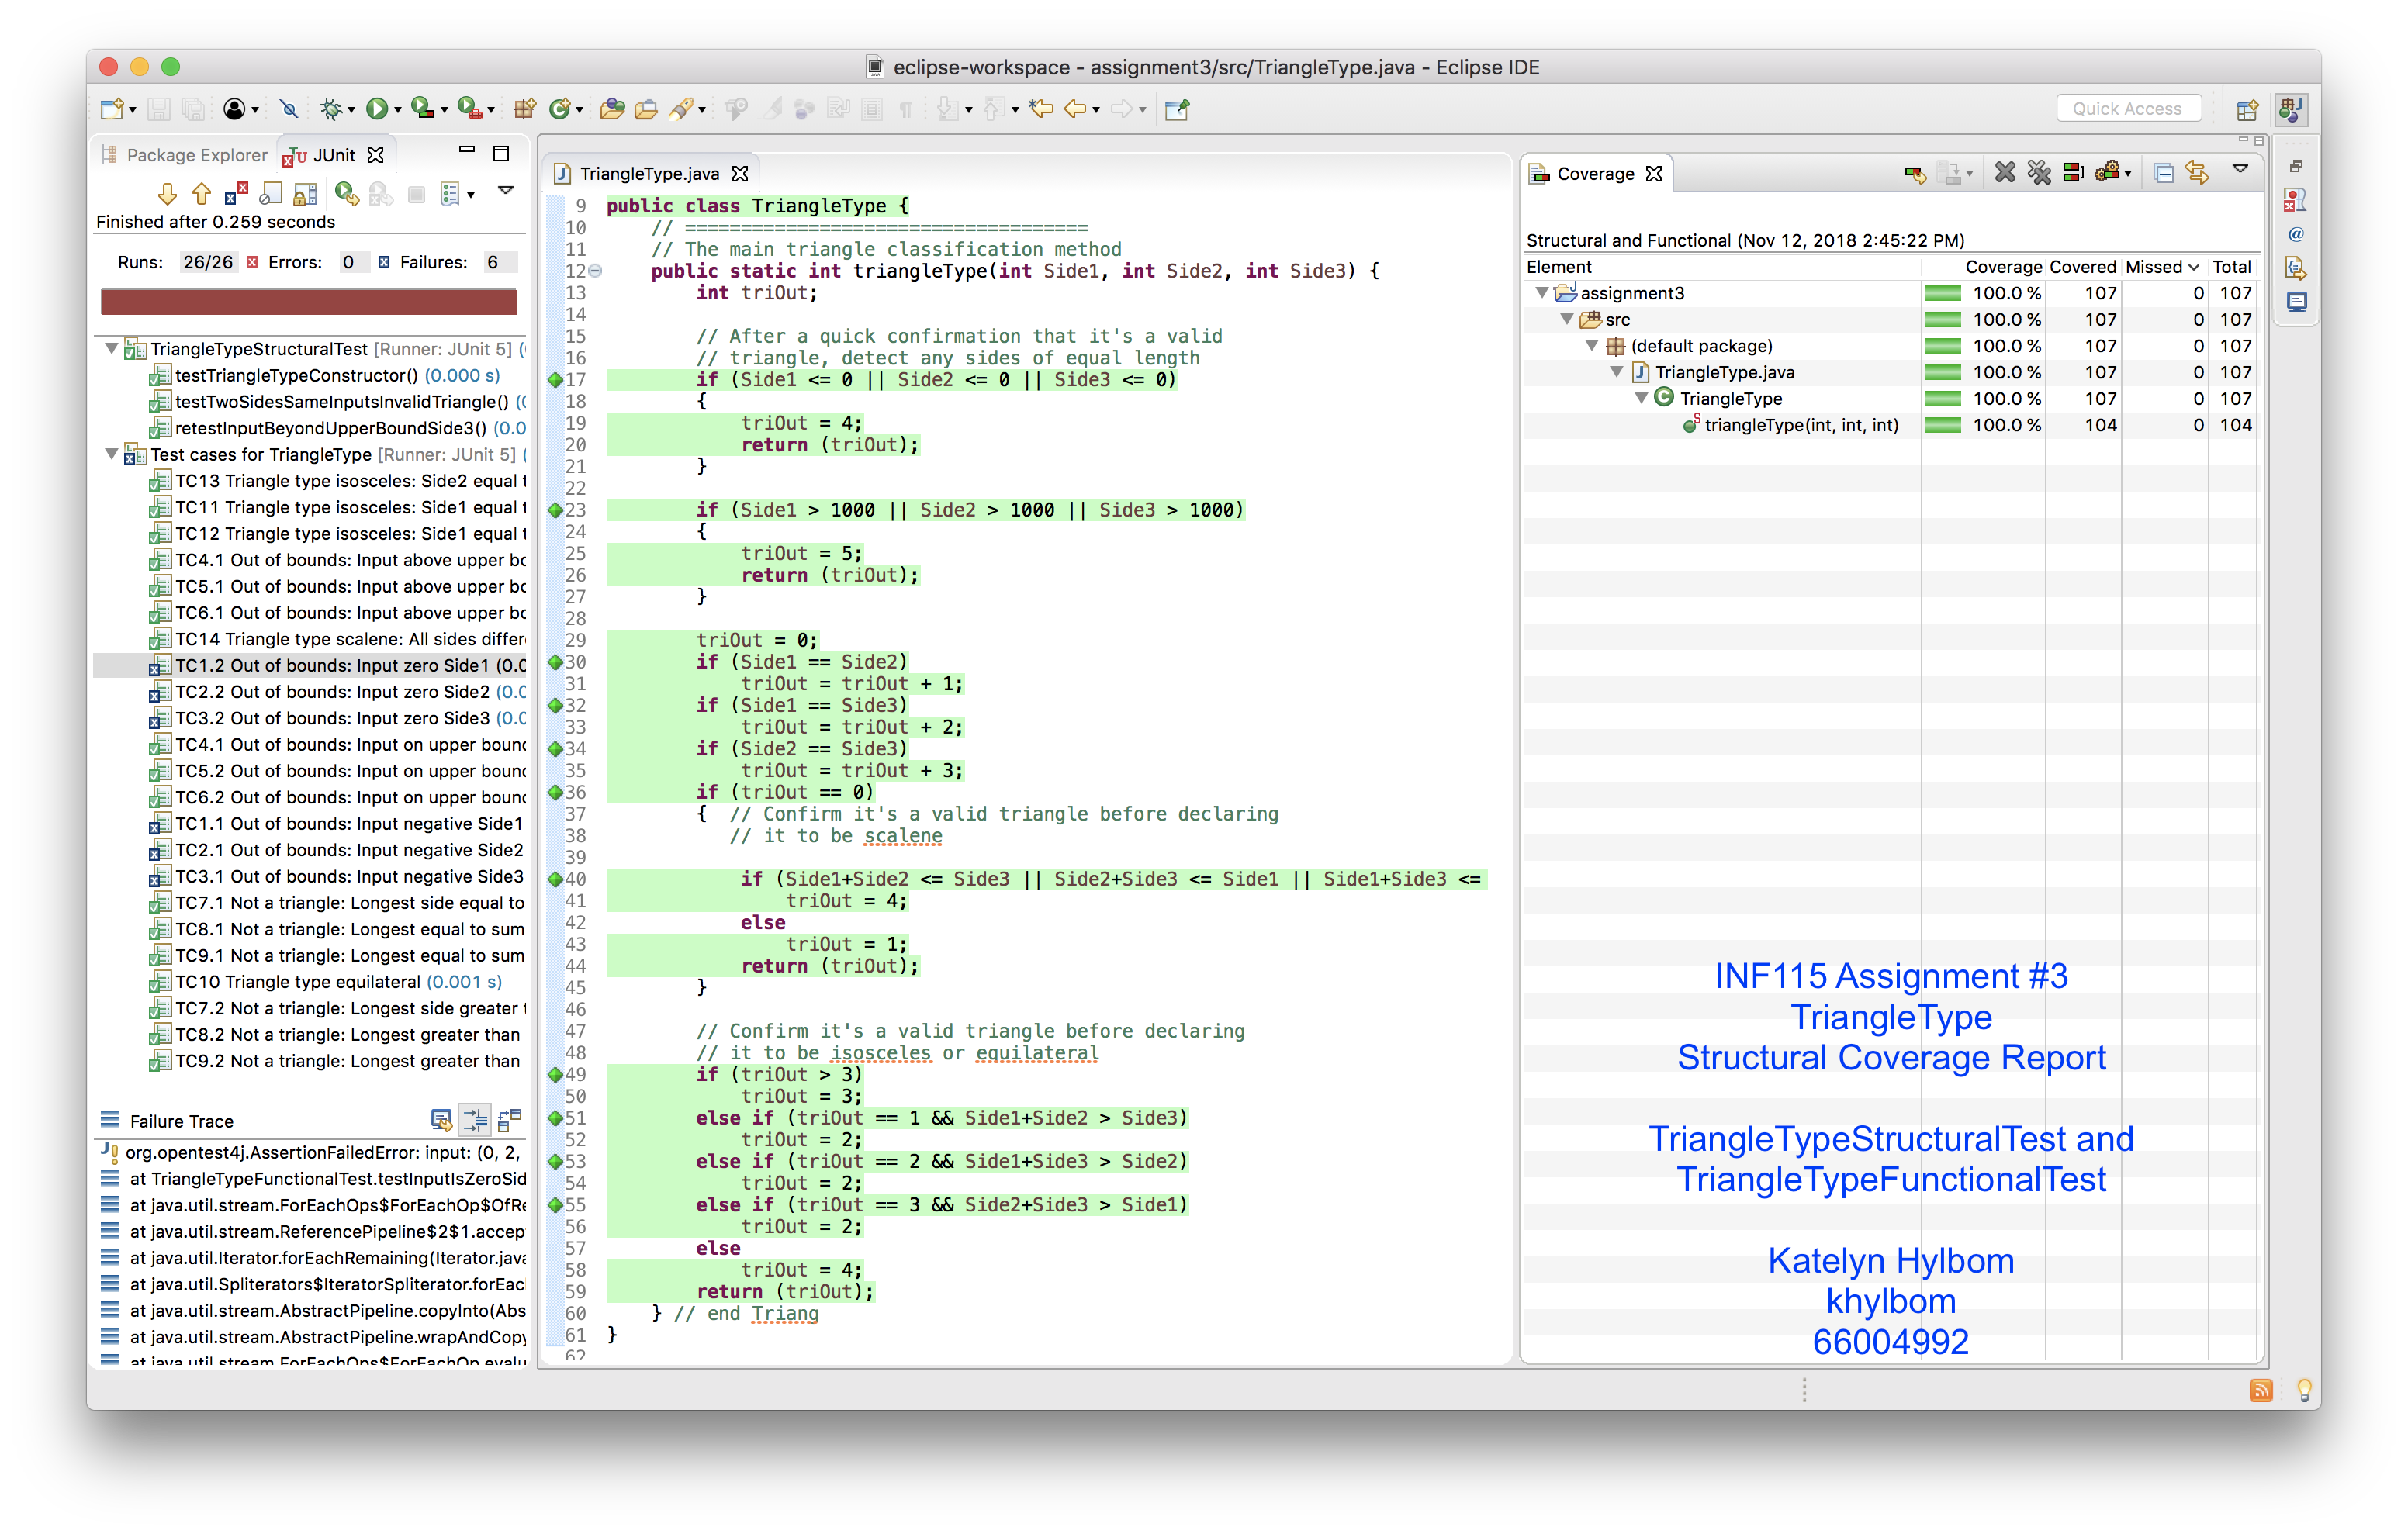 eclipse-workspace - assignment3/src/TriangleType.java - Eclipse IDE
Quick Access
Package Explorer
JUnit
Finished after 0.259 seconds
Runs: 26/26 Errors: 0 Failures: 6
TriangleTypeStructuralTest [Runner: JUnit 5] (
testTriangleTypeConstructor() (0.000 s)
testTwoSidesSameInputsInvalidTriangle() (
retestInputBeyondUpperBoundSide3() (0.0
Test cases for TriangleType [Runner: JUnit 5] (
TC13 Triangle type isosceles: Side2 equal t
TC11 Triangle type isosceles: Side1 equal t
TC12 Triangle type isosceles: Side1 equal t
TC4.1 Out of bounds: Input above upper bo
TC5.1 Out of bounds: Input above upper bo
TC6.1 Out of bounds: Input above upper bo
TC14 Triangle type scalene: All sides differ
TC1.2 Out of bounds: Input zero Side1 (0.0
TC2.2 Out of bounds: Input zero Side2 (0.0
TC3.2 Out of bounds: Input zero Side3 (0.0
TC4.1 Out of bounds: Input on upper boun
TC5.2 Out of bounds: Input on upper boun
TC6.2 Out of bounds: Input on upper boun
TC1.1 Out of bounds: Input negative Side1
TC2.1 Out of bounds: Input negative Side2
TC3.1 Out of bounds: Input negative Side3
TC7.1 Not a triangle: Longest side equal to
TC8.1 Not a triangle: Longest equal to sum
TC9.1 Not a triangle: Longest equal to sum
TC10 Triangle type equilateral (0.001 s)
TC7.2 Not a triangle: Longest side greater t
TC8.2 Not a triangle: Longest greater than
TC9.2 Not a triangle: Longest greater than
Failure Trace
org.opentest4j.AssertionFailedError: input: (0, 2,
at TriangleTypeFunctionalTest.testInputIsZeroSid
at java.util.stream.ForEachOps$ForEachOp$OfRe
at java.util.stream.ReferencePipeline$2$1.accep
at java.util.Iterator.forEachRemaining(Iterator.java
at java.util.Spliterators$IteratorSpliterator.forEac
at java.util.stream.AbstractPipeline.copyInto(Abs
at java.util.stream.AbstractPipeline.wrapAndCopy
at java.util.stream.ForEachOps$ForEachOp.evalu
TriangleType.java
9 public class TriangleType {
10 // ====================================
11 // The main triangle classification method
12 public static int triangleType(int Side1, int Side2, int Side3) {
13 int triOut;
14
15 // After a quick confirmation that it's a valid
16 // triangle, detect any sides of equal length
17 if (Side1 <= 0 || Side2 <= 0 || Side3 <= 0)
18 {
19 triOut = 4;
20 return (triOut);
21 }
22
23 if (Side1 > 1000 || Side2 > 1000 || Side3 > 1000)
24 {
25 triOut = 5;
26 return (triOut);
27 }
28
29 triOut = 0;
30 if (Side1 == Side2)
31 triOut = triOut + 1;
32 if (Side1 == Side3)
33 triOut = triOut + 2;
34 if (Side2 == Side3)
35 triOut = triOut + 3;
36 if (triOut == 0)
37 { // Confirm it's a valid triangle before declaring
38 // it to be scalene
39
40 if (Side1+Side2 <= Side3 || Side2+Side3 <= Side1 || Side1+Side3 <=
41 triOut = 4;
42 else
43 triOut = 1;
44 return (triOut);
45 }
46
47 // Confirm it's a valid triangle before declaring
48 // it to be isosceles or equilateral
49 if (triOut > 3)
50 triOut = 3;
51 else if (triOut == 1 && Side1+Side2 > Side3)
52 triOut = 2;
53 else if (triOut == 2 && Side1+Side3 > Side2)
54 triOut = 2;
55 else if (triOut == 3 && Side2+Side3 > Side1)
56 triOut = 2;
57 else
58 triOut = 4;
59 return (triOut);
60 } // end Triang
61 }
62
Coverage
Structural and Functional (Nov 12, 2018 2:45:22 PM)
Element Coverage Covered Missed Total
assignment3 100.0 % 107 0 107
src 100.0 % 107 0 107
(default package) 100.0 % 107 0 107
TriangleType.java 100.0 % 107 0 107
TriangleType 100.0 % 107 0 107
triangleType(int, int, int) 100.0 % 104 0 104
INF115 Assignment #3
TriangleType
Structural Coverage Report
TriangleTypeStructuralTest and
TriangleTypeFunctionalTest
Katelyn Hylbom
khylbom
66004992